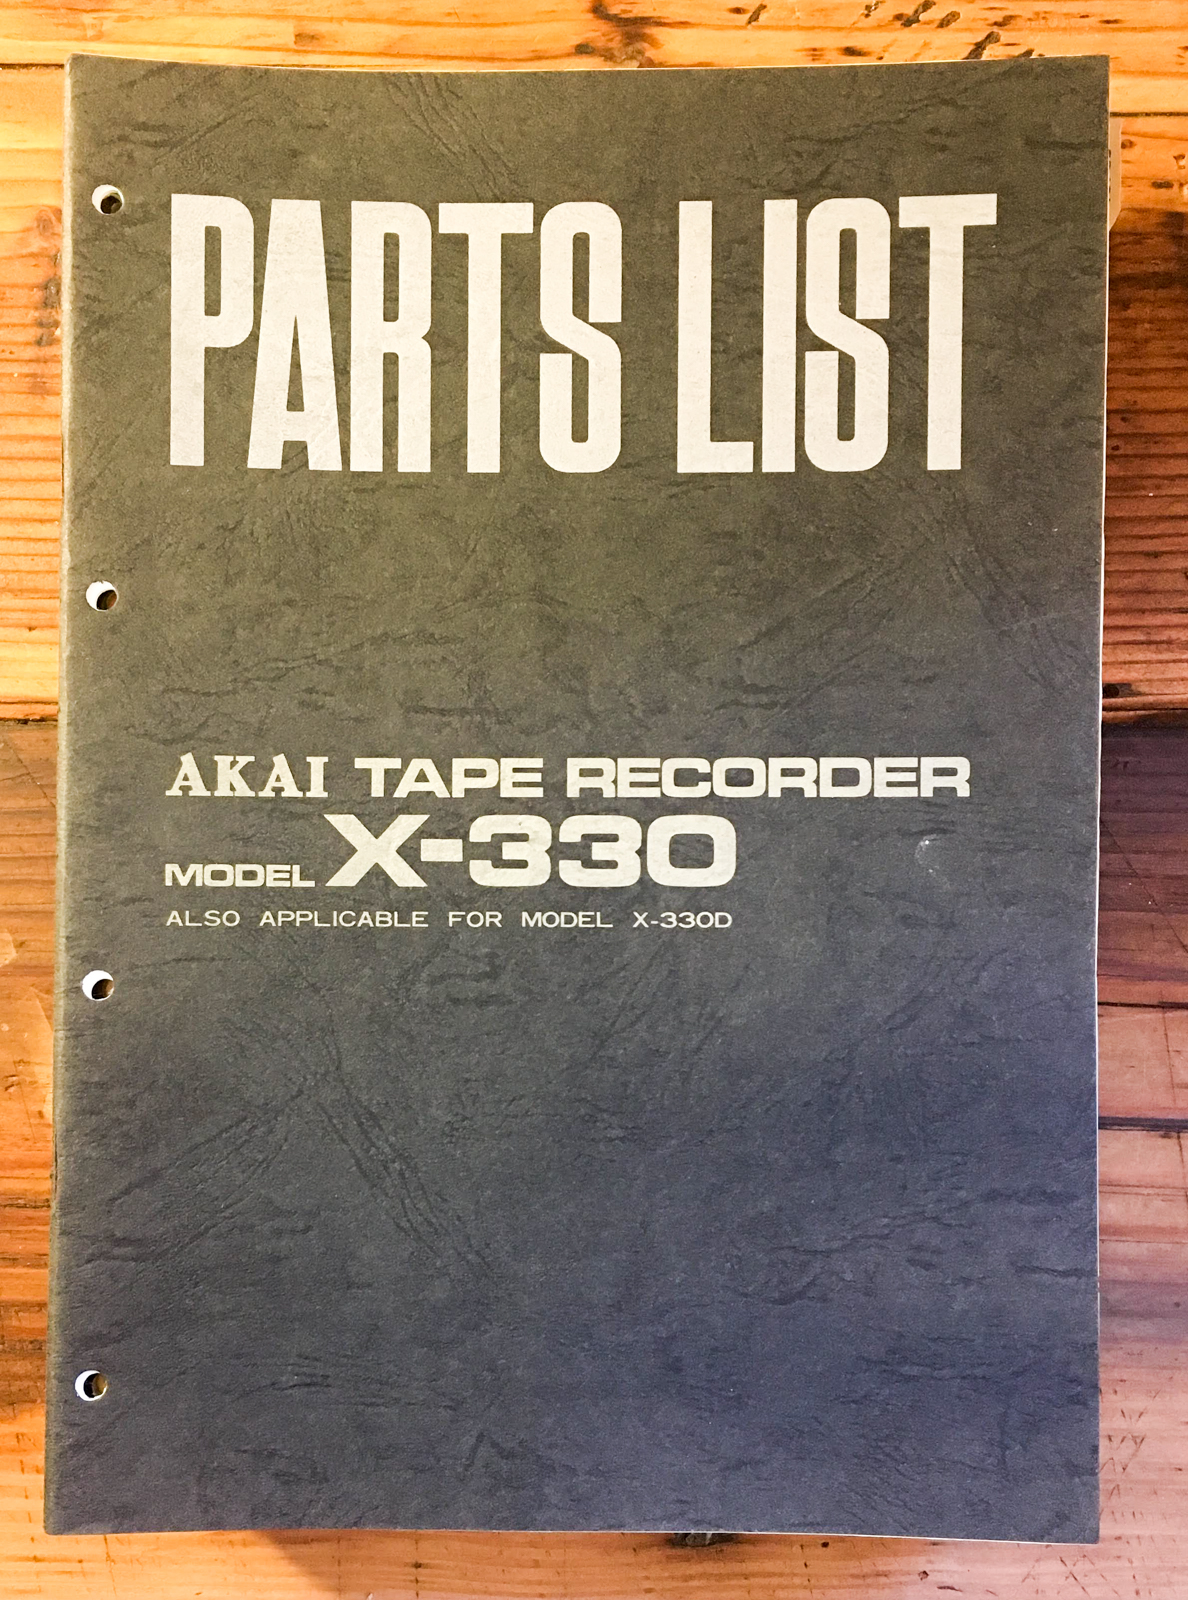 PARTS LIST
AKAI TAPE RECORDER
MODEL X-330
ALSO APPLICABLE FOR MODEL X-330D